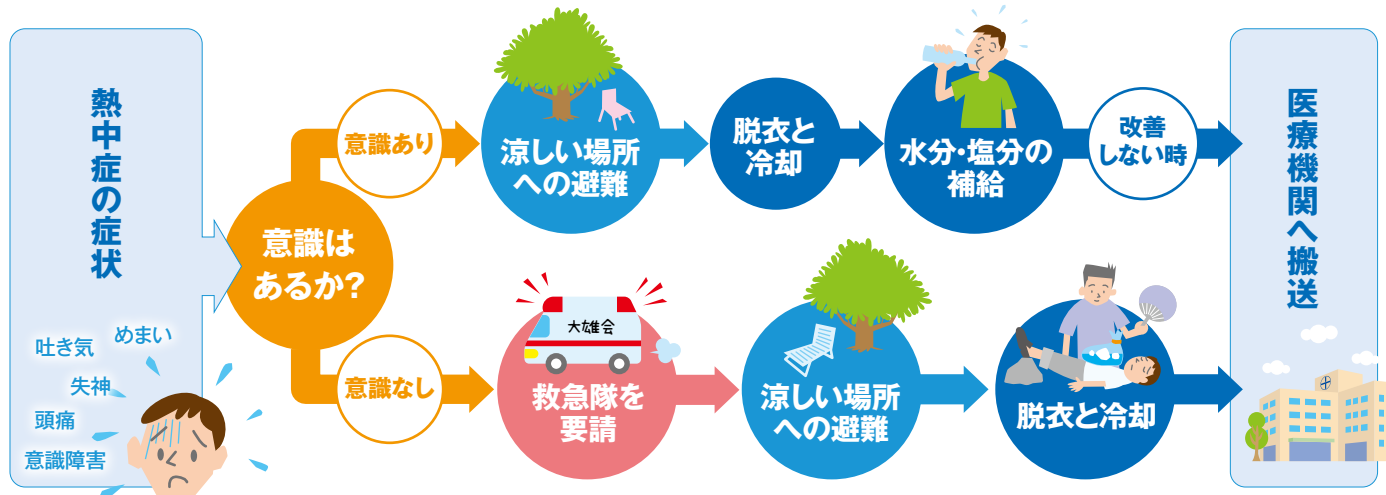 熱中症の症状
吐き気
めまい
失神
頭痛
意識障害
意識は
あるか?
意識あり
涼しい場所
への避難
脱衣と
冷却
水分・塩分の
補給
改善
しない時
意識なし
大雄会
救急隊を
要請
涼しい場所
への避難
脱衣と冷却
医療機関へ搬送